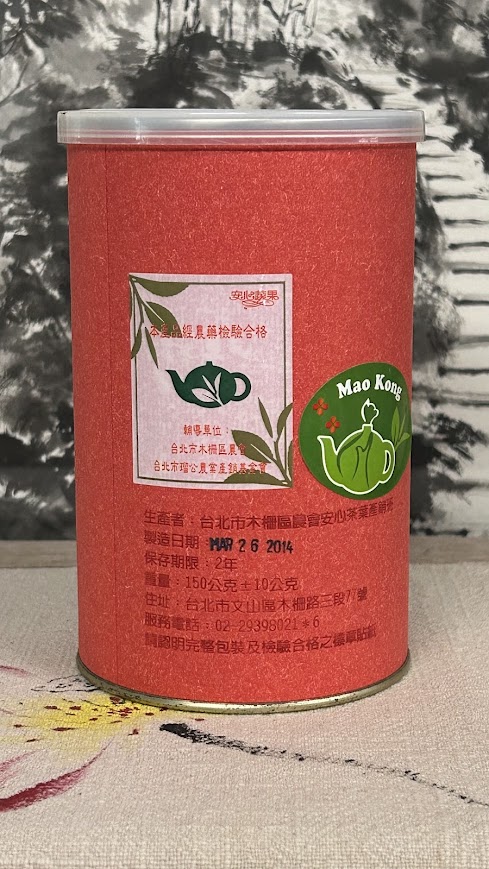 安心蔬果
本產品經農藥檢驗合格
輔導單位：
台北市木柵區農會
台北市瑠公農業產銷基金會
Mao Kong
生產者：台北市木柵區農會安心茶葉產銷班
製造日期：MAR 2 6 2014
保存期限：2年
重量：150公克±10公克
住址：台北市文山區木柵路三段77號
服務電話：02-29398021*6
請認明完整包裝及檢驗合格之標章貼紙